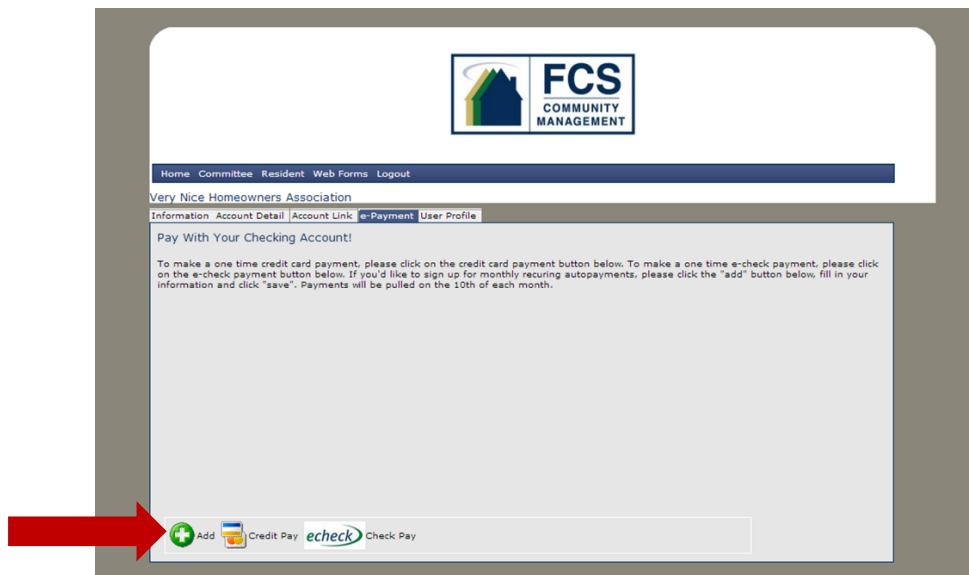 FCS
COMMUNITY
MANAGEMENT
Home Committee Resident Web Forms Logout
Very Nice Homeowners Association
Information Account Detail Account Link e-Payment User Profile
Pay With Your Checking Account!
To make a one time credit card payment, please click on the credit card payment button below. To make a one time e-check payment, please click
on the e-check payment button below. If you'd like to sign up for monthly recuring autopayments, please click the "add" button below, fill in your
information and click "save". Payments will be pulled on the 10th of each month.
Add Credit Pay echeck Check Pay